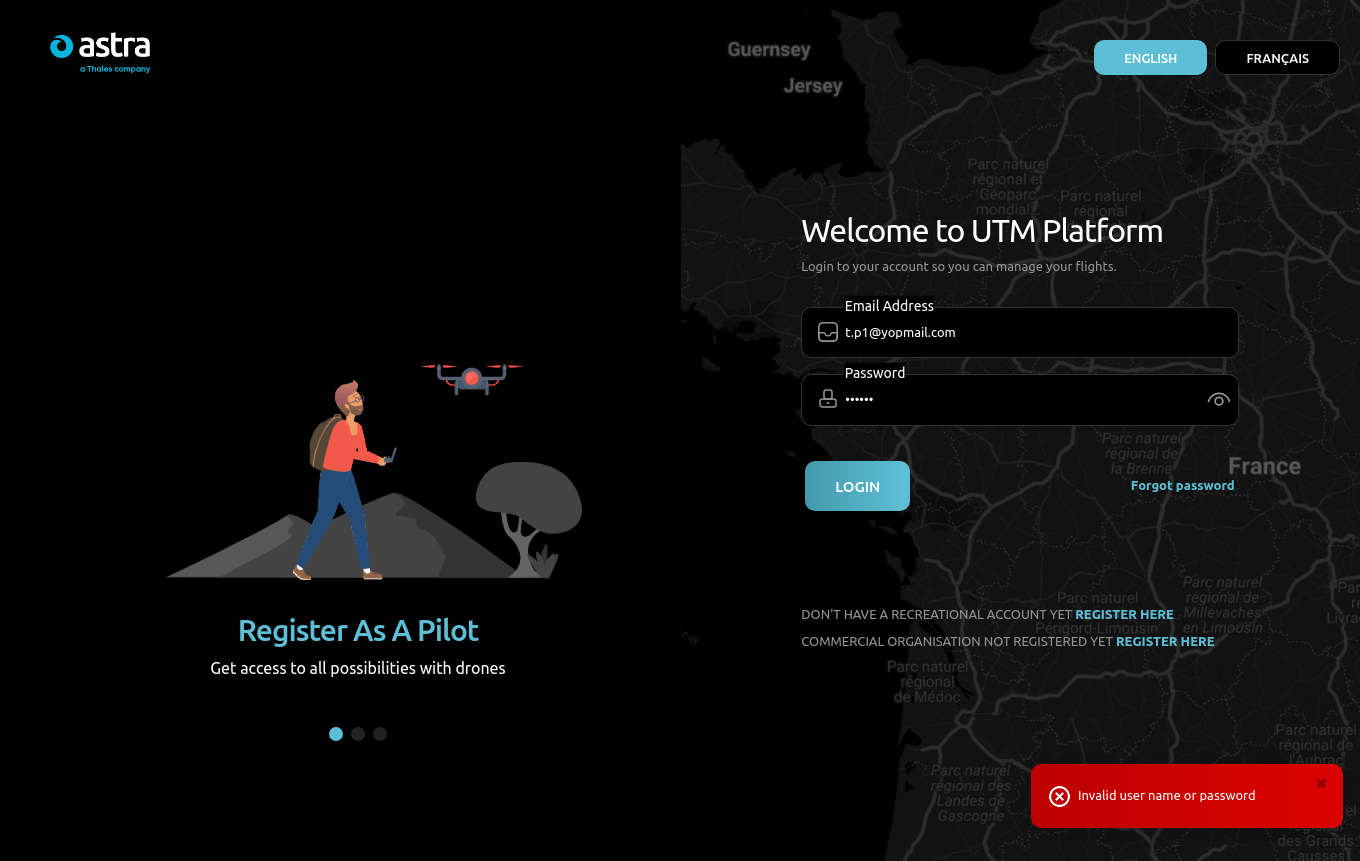 astra
a Thales company
ENGLISH
FRANÇAIS
Guernsey
Jersey
Parc naturel
régional et
Géoparc
mondial
Parc naturel
régional
Welcome to UTM Platform
Login to your account so you can manage your flights.
Email Address
t.p1@yopmail.com
Password
••••••
Parc naturel
régional de
la Brenne
France
LOGIN
Forgot password
Parc naturel
régional de
Millevaches
en Limousin
Parc naturel
Périgord-Limousin
DON'T HAVE A RECREATIONAL ACCOUNT YET REGISTER HERE
COMMERCIAL ORGANISATION NOT REGISTERED YET REGISTER HERE
Register As A Pilot
Get access to all possibilities with drones
Parc naturel
régional
de Médoc
Parc naturel
régional de
l'Aubrac
Parc naturel
régional des
Landes de
Gascogne
Invalid user name or password
des Grands
Causses